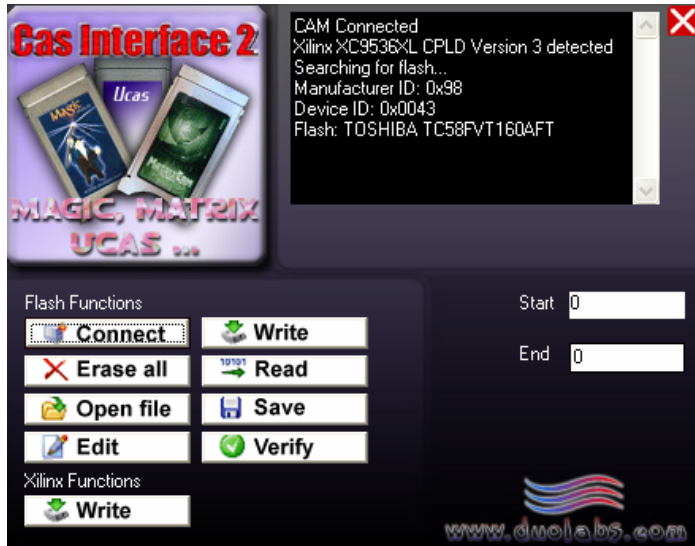 Cas Interface 2
Ucas
MAGIC
MAGIC, MATRIX
UCAS ...
CAM Connected
Xilinx XC9536XL CPLD Version 3 detected
Searching for flash...
Manufacturer ID: 0x98
Device ID: 0x0043
Flash: TOSHIBA TC58FVT160AFT
Flash Functions
Connect
Write
Erase all
10101
Read
Open file
Save
Edit
Verify
Xilinx Functions
Write
Start 0
End 0
www.duolabs.com